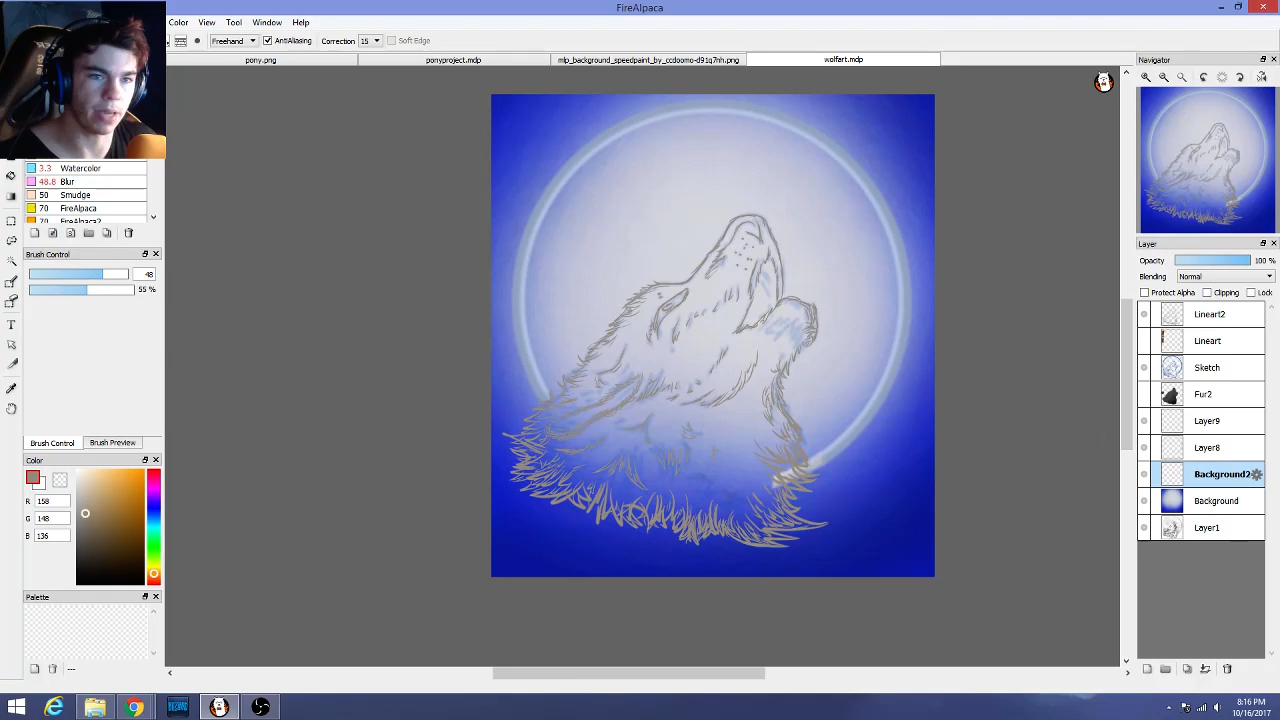 FireAlpaca
Color View Tool Window Help
Freehand AntiAliasing Correction 15 Soft Edge
pony.png ponyproject.mdp mlp_background_speedpaint_by_ccdoomo-d91q7nh.png wolfart.mdp
Navigator
3.3 Watercolor
48.8 Blur
50 Smudge
70 FireAlpaca
70 FireAlpaca2
Brush Control
48
55 %
Brush Control Brush Preview
Color
R 158
G 148
B 136
Palette
---
Layer
Opacity 100 %
Blending Normal
Protect Alpha Clipping Lock
Lineart2
Lineart
Sketch
Fur2
Layer9
Layer8
Background2
Background
Layer1
8:16 PM
10/16/2017